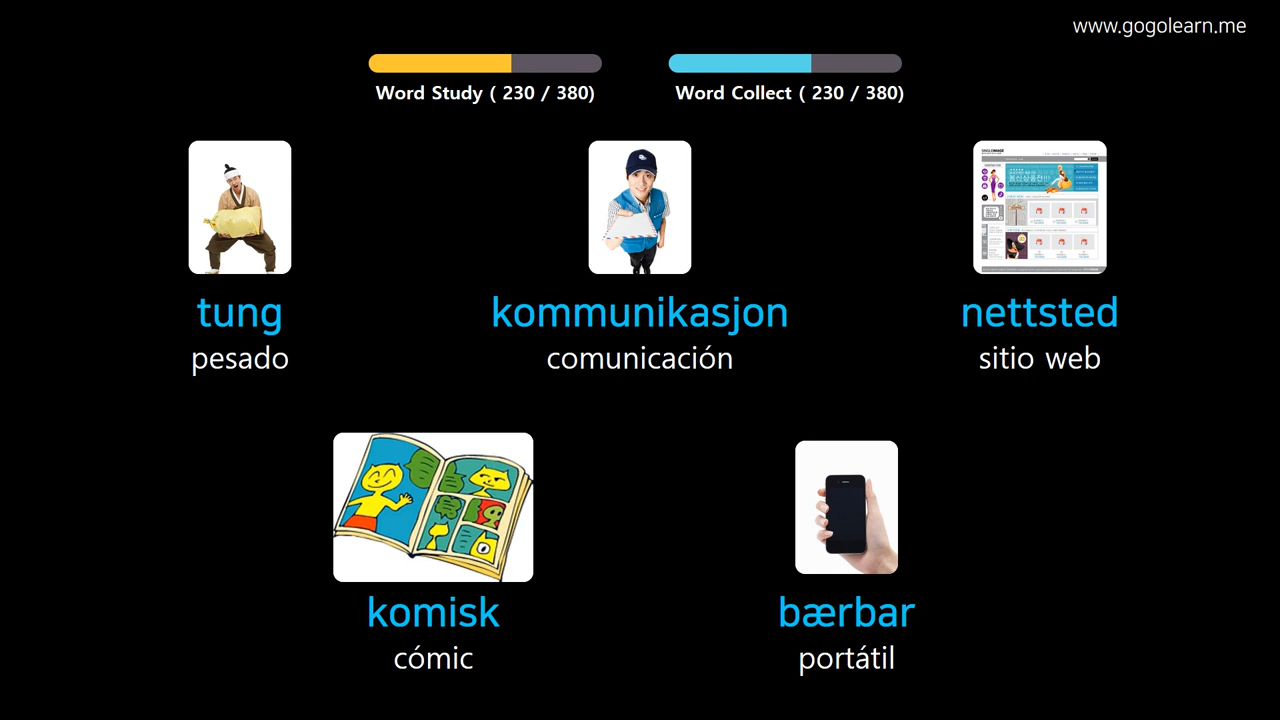 www.gogolearn.me
Word Study ( 230 / 380)
Word Collect ( 230 / 380)
tung
pesado
kommunikasjon
comunicación
nettsted
sitio web
komisk
cómic
bærbar
portátil